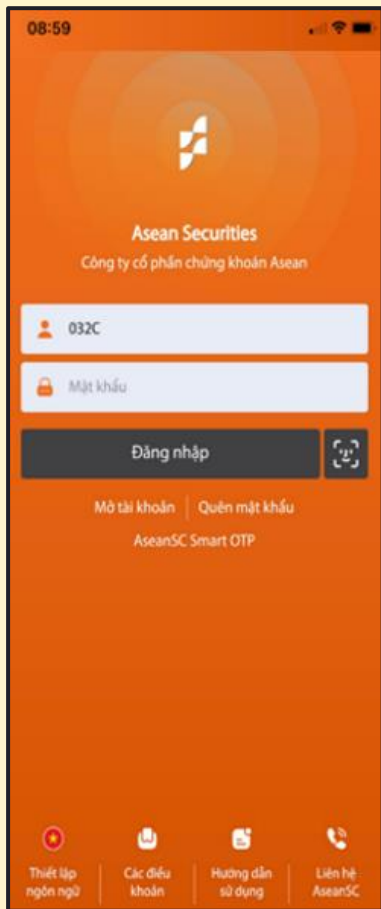 08:59
Asean Securities
Công ty cổ phần chứng khoán Asean
032C
Mật khẩu
Đăng nhập
Mở tài khoản
Quên mật khẩu
AseanSC Smart OTP
Thiết lập
ngôn ngữ
Các điều
khoản
Hướng dẫn
sử dụng
Liên hệ
AseanSC